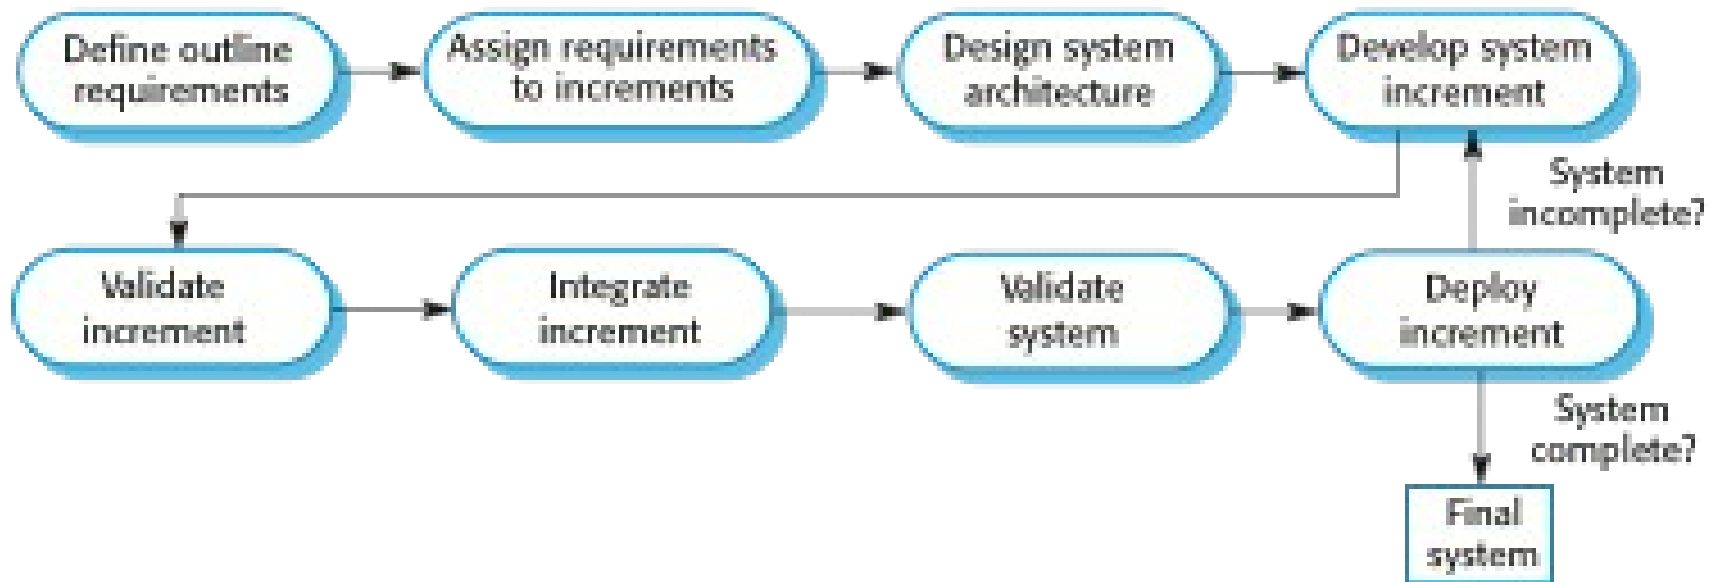 Define outline
requirements
Assign requirements
to increments
Design system
architecture
Develop system
increment
System
incomplete?
Validate
increment
Integrate
increment
Validate
system
Deploy
increment
System
complete?
Final
system